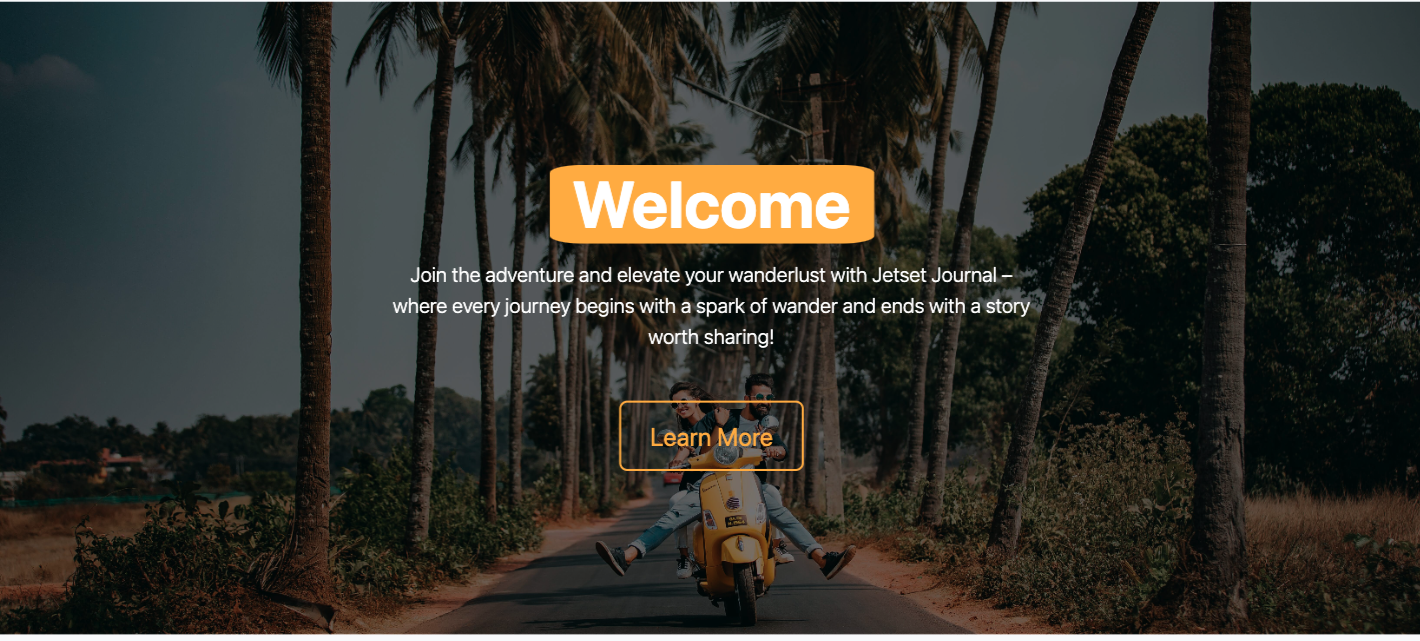 Welcome
Join the adventure and elevate your wanderlust with Jetset Journal –
where every journey begins with a spark of wander and ends with a story
worth sharing!
Learn More